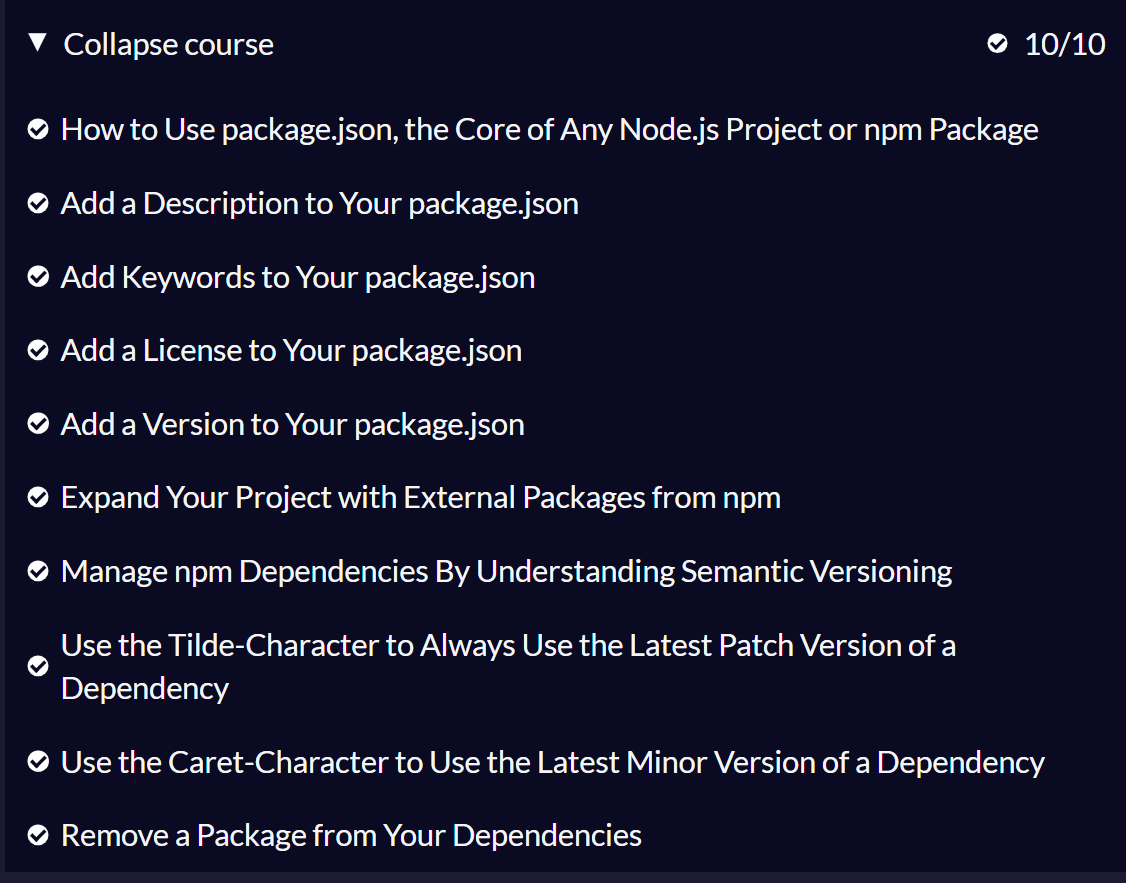 Collapse course
10/10
How to Use package.json, the Core of Any Node.js Project or npm Package
Add a Description to Your package.json
Add Keywords to Your package.json
Add a License to Your package.json
Add a Version to Your package.json
Expand Your Project with External Packages from npm
Manage npm Dependencies By Understanding Semantic Versioning
Use the Tilde-Character to Always Use the Latest Patch Version of a
Dependency
Use the Caret-Character to Use the Latest Minor Version of a Dependency
Remove a Package from Your Dependencies